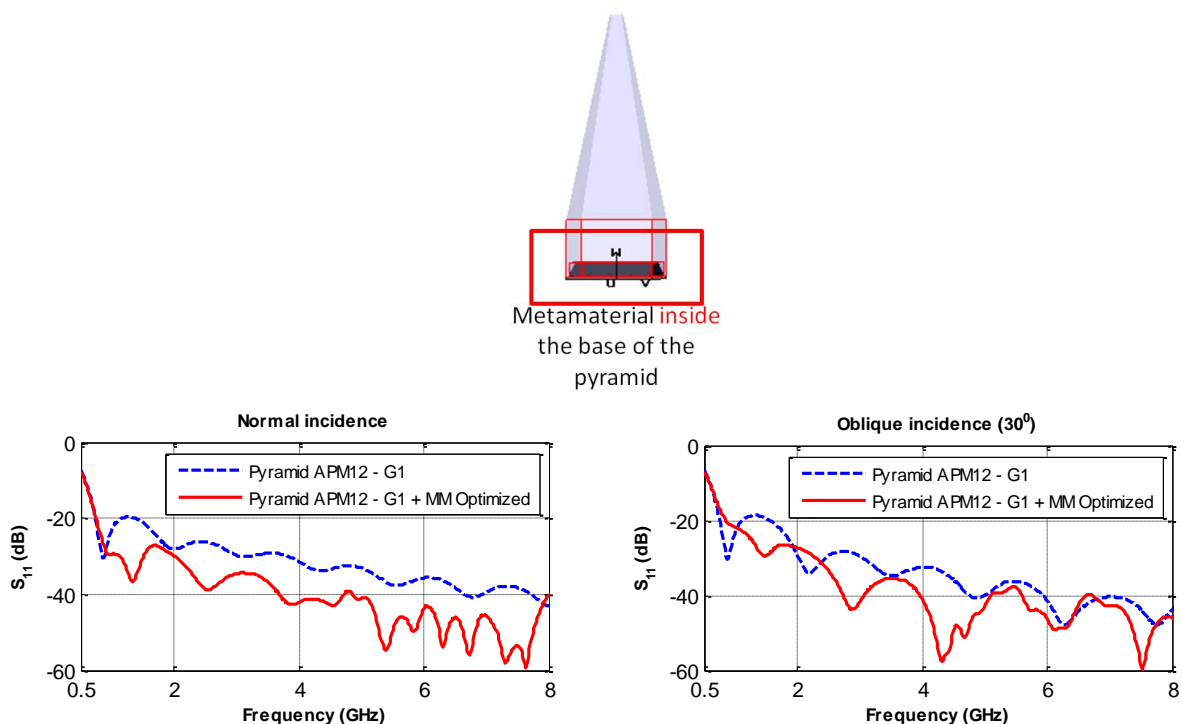 W
U V
Metamaterial inside
the base of the
pyramid
Normal incidence
0
-20
-40
-60
S11 (dB)
Pyramid APM12 - G1
Pyramid APM12 - G1 + MM Optimized
0.5 2 4 6 8
Frequency (GHz)
Oblique incidence (30⁰)
0
-20
-40
-60
S11 (dB)
Pyramid APM12 - G1
Pyramid APM12 - G1 + MM Optimized
0.5 2 4 6 8
Frequency (GHz)